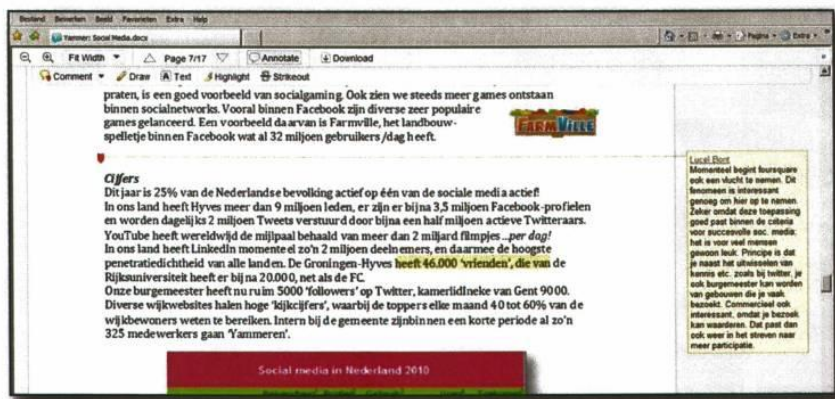 Bestand Bewerken Beeld Favorieten Extra Help
Yammer: Social Media.docx
Pagina Extra
Fit Width Page 7/17 Annotate Download
Comment Draw A Text Highlight Strikeout
praten, is een goed voorbeeld van socialgaming. Ook zien we steeds meer games ontstaan
binnen socialnetworks. Vooral binnen Facebook zijn diverse zeer populaire
games gelanceerd. Een voorbeeld daarvan is Farmville, het landbouw-
spelletje binnen Facebook wat al 32 miljoen gebruikers/dag heeft.
FARMVILLE
Cijfers
Dit jaar is 25% van de Nederlandse bevolking actief op één van de sociale media actief!
In ons land heeft Hyves meer dan 9 miljoen leden, er zijn er bijna 3,5 miljoen Facebook-profielen
en worden dagelijks 2 miljoen Tweets verstuurd door bijna een half miljoen actieve Twitteraars.
YouTube heeft wereldwijd de mijlpaal behaald van meer dan 2 miljard filmpjes ...per dag!
In ons land heeft LinkedIn momenteel zo'n 2 miljoen deelnemers, en daarmee de hoogste
penetratiedichtheid van alle landen. De Groningen-Hyves heeft 46.000 'vrienden', die van de
Rijksuniversiteit heeft er bijna 20.000, net als de FC.
Onze burgemeester heeft nu ruim 5000 'followers' op Twitter, kamerlid Ineke van Gent 9000.
Diverse wijkwebsites halen hoge 'kijkcijfers', waarbij de toppers elke maand 40 tot 60% van de
wijkbewoners weten te bereiken. Intern bij de gemeente zijn binnen een korte periode al zo'n
325 medewerkers gaan 'Yammeren'.
Social media in Nederland 2010
Lucas Bont
Momenteel begint foursquare
ook een vlucht te nemen. Dit
fenomeen is interessant
genoeg om hier op te nemen.
Zeker omdat deze toepassing
goed past binnen de criteria
voor succesvolle soc. media:
het is voor veel mensen
gewoon leuk. Principe is dat
je naast het uitwisselen van
kennis etc. zoals bij twitter, je
ook burgemeester kan worden
van gebouwen die je vaak
bezoekt. Commercieel ook
interessant, omdat je bezoek
kan waarderen. Dat past dan
ook weer in het streven naar
meer participatie.